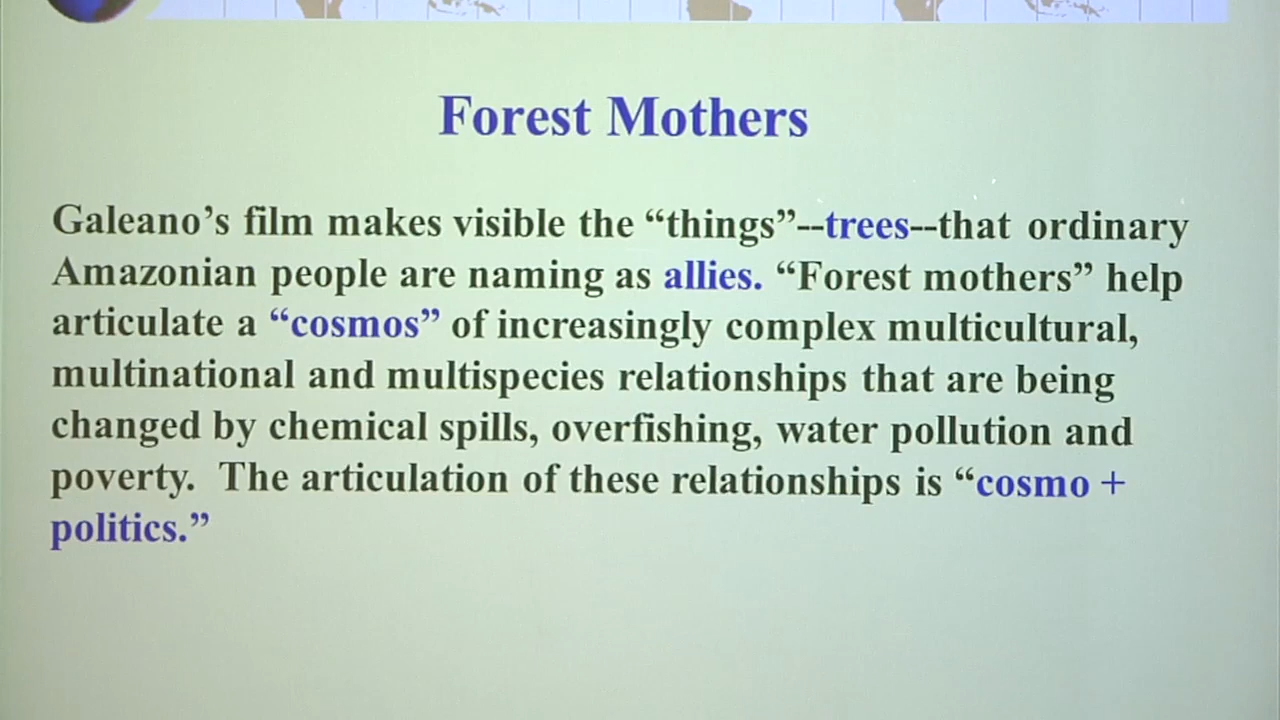 Forest Mothers
Galeano’s film makes visible the “things”--trees--that ordinary
Amazonian people are naming as allies. “Forest mothers” help
articulate a “cosmos” of increasingly complex multicultural,
multinational and multispecies relationships that are being
changed by chemical spills, overfishing, water pollution and
poverty.  The articulation of these relationships is “cosmo +
politics.”